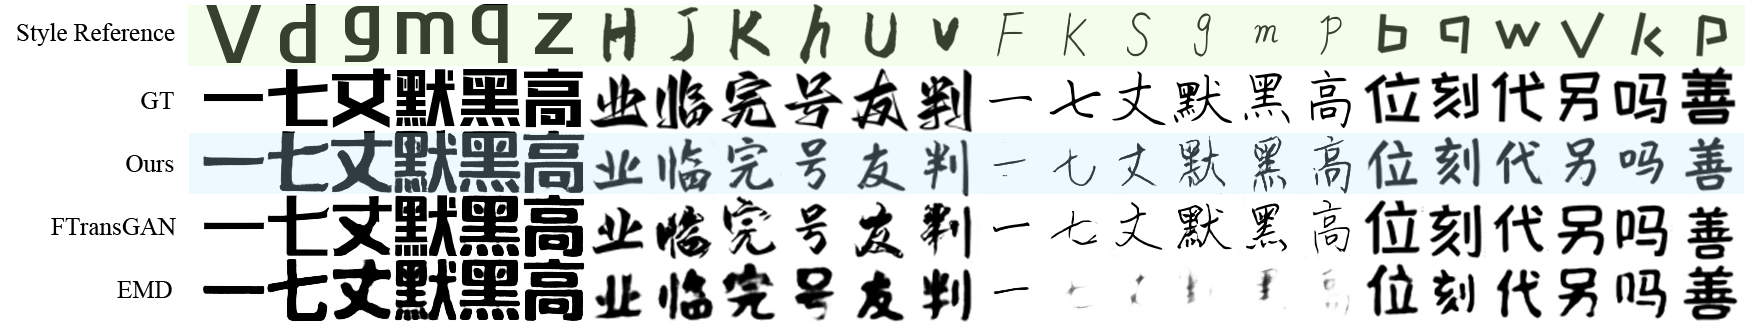 Style Reference V d g m q z H J K h U v F K S g m p b q w V k p
GT 一七丈默黑高业临完号友判一七丈默黑高位刻代另吗善
Ours 一七丈默黑高业临完号友判一七丈默黑高位刻代另吗善
FTransGAN 一七丈默黑高业临完号友判一七丈默黑高位刻代另吗善
EMD 一七丈默黑高业临完号友判一
位刻代另吗善